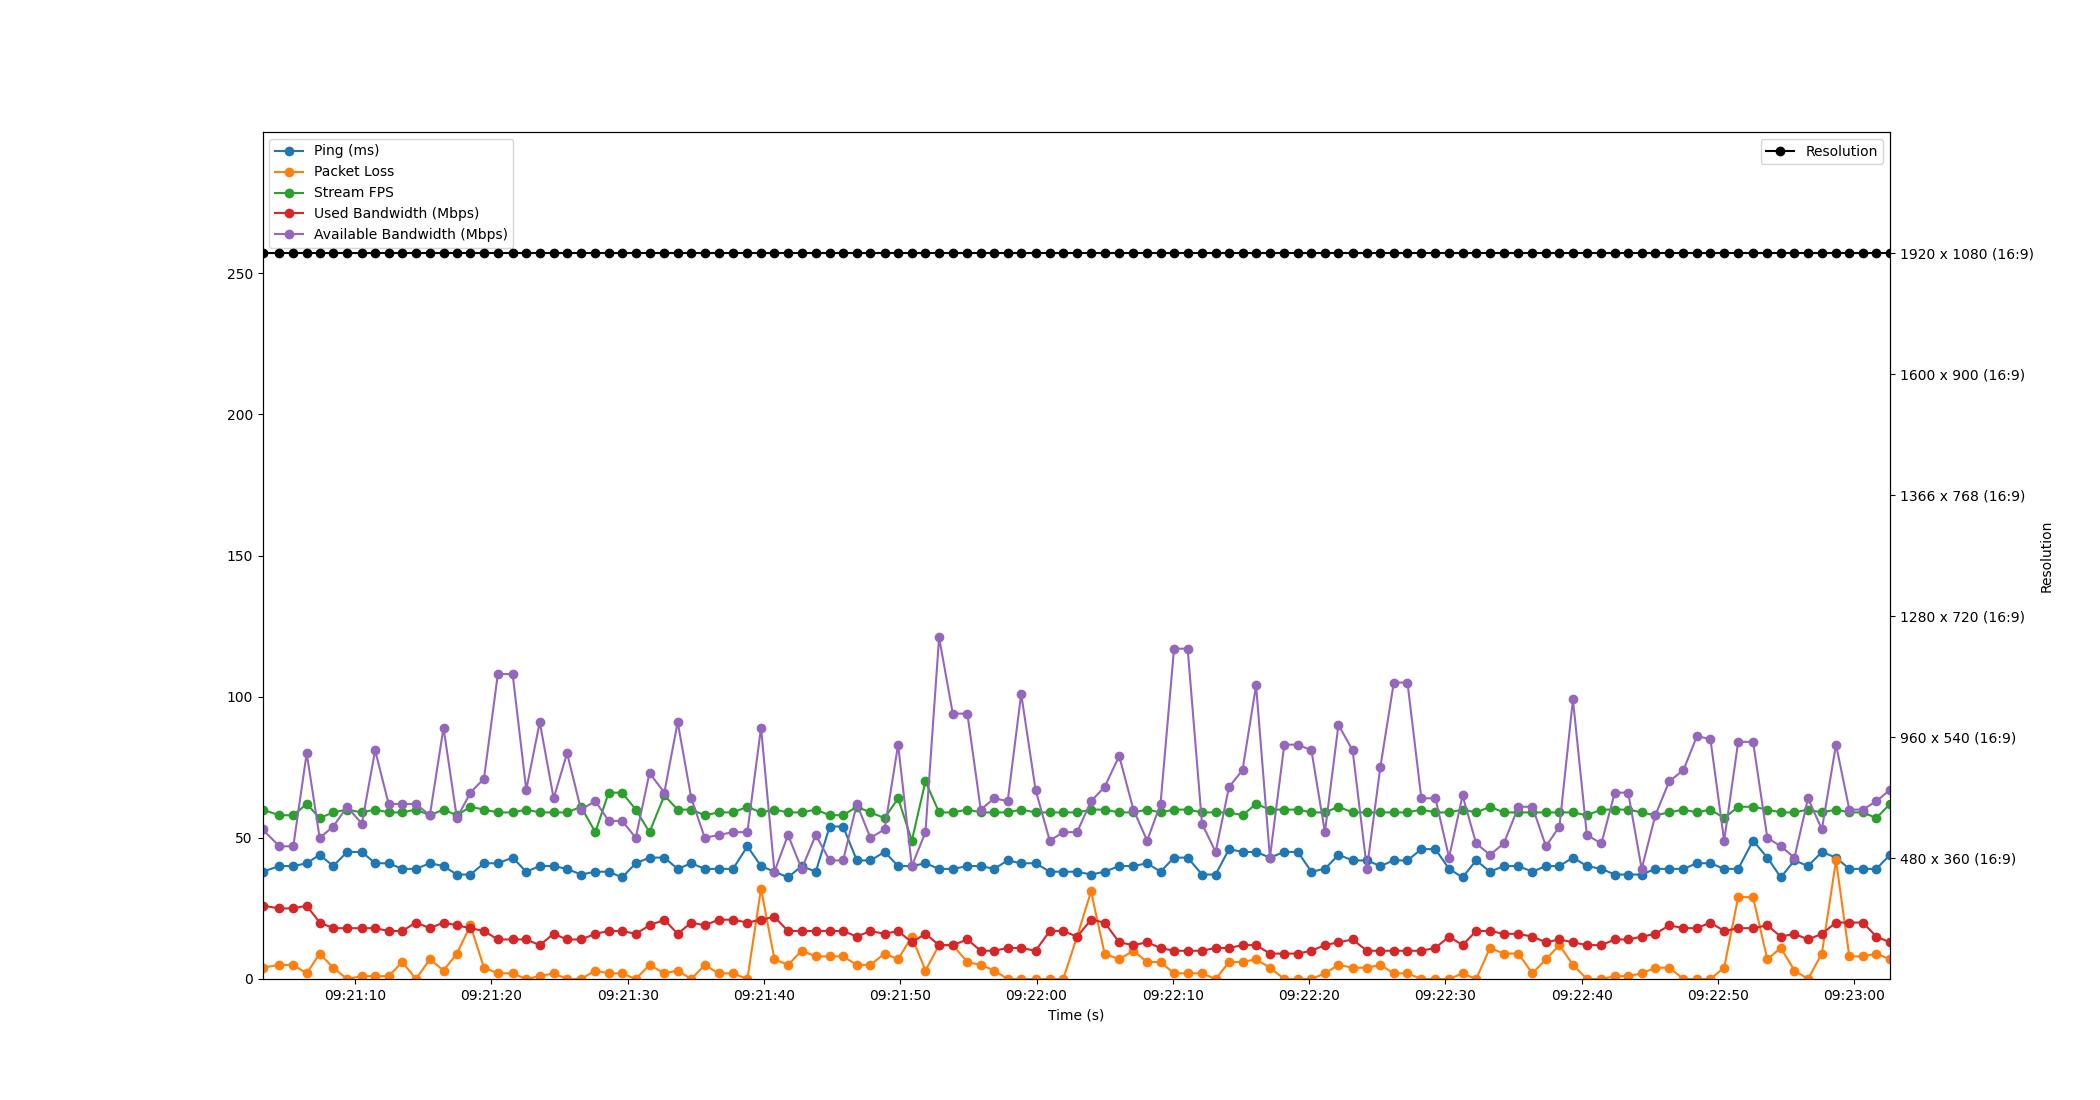 Ping (ms)
Packet Loss
Stream FPS
Used Bandwidth (Mbps)
Available Bandwidth (Mbps)
Resolution
250
200
150
100
50
0
1920 x 1080 (16:9)
1600 x 900 (16:9)
1366 x 768 (16:9)
1280 x 720 (16:9)
960 x 540 (16:9)
480 x 360 (16:9)
Resolution
09:21:10 09:21:20 09:21:30 09:21:40 09:21:50 09:22:00 09:22:10 09:22:20 09:22:30 09:22:40 09:22:50 09:23:00
Time (s)